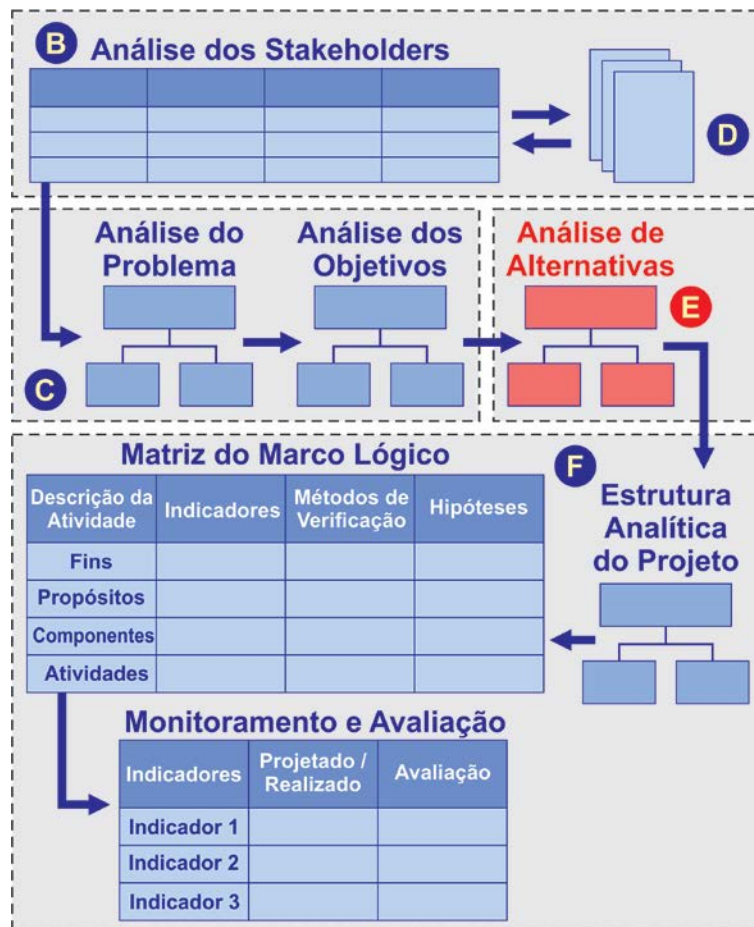 B
Análise dos Stakeholders
D
Análise do
Problema
Análise dos
Objetivos
Análise de
Alternativas
E
C
Matriz do Marco Lógico
F
Descrição da
Atividade
Indicadores
Métodos de
Verificação
Hipóteses
Fins
Propósitos
Componentes
Atividades
Estrutura
Analítica
do Projeto
Monitoramento e Avaliação
Indicadores
Projetado /
Realizado
Avaliação
Indicador 1
Indicador 2
Indicador 3